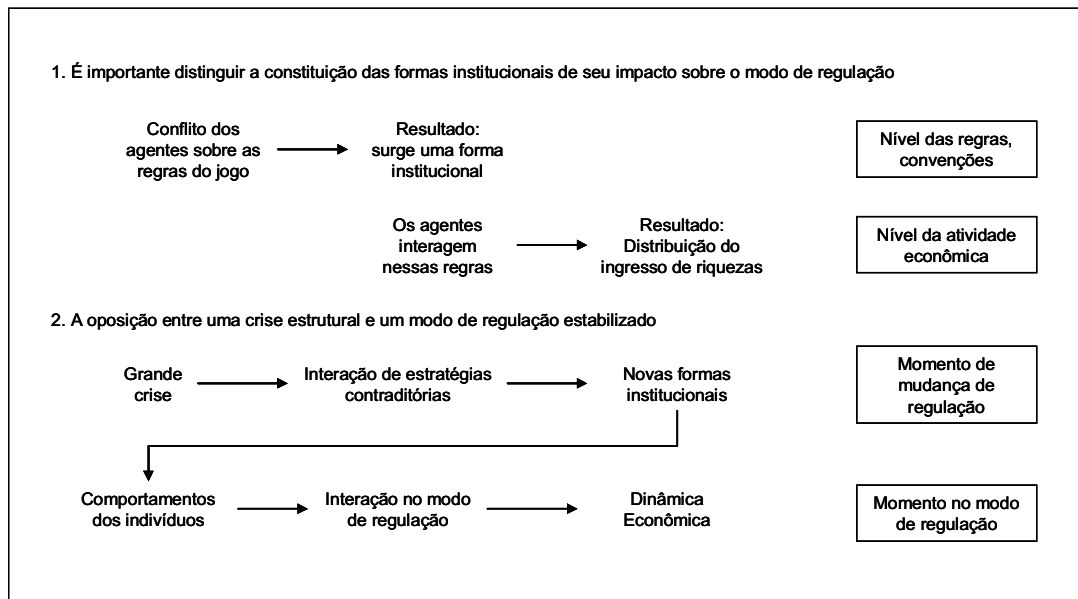 1. É importante distinguir a constituição das formas institucionais de seu impacto sobre o modo de regulação
Conflito dos
agentes sobre as
regras do jogo
Resultado:
surge uma forma
institucional
Nível das regras,
convenções
Os agentes
interagem
nessas regras
Resultado:
Distribuição do
ingresso de riquezas
Nível da atividade
econômica
2. A oposição entre uma crise estrutural e um modo de regulação estabilizado
Grande
crise
Interação de estratégias
contraditórias
Novas formas
institucionais
Momento de
mudança de
regulação
Comportamentos
dos indivíduos
Interação no modo
de regulação
Dinâmica
Econômica
Momento no modo
de regulação